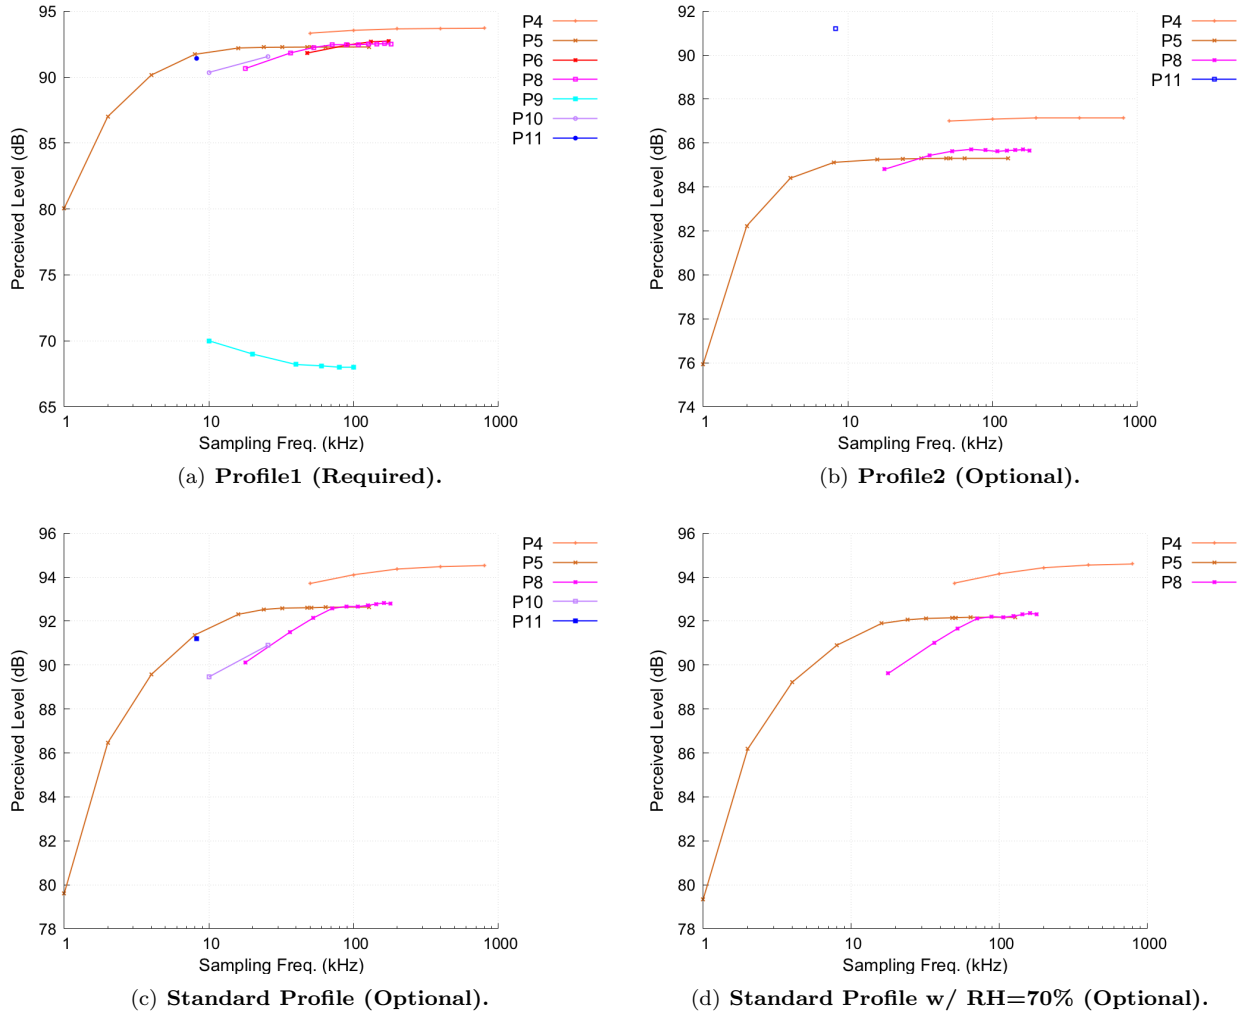 95
90
85
80
75
70
65
Perceived Level (dB)
1 10 100 1000
Sampling Freq. (kHz)
P4
P5
P6
P8
P9
P10
P11
(a) Profile1 (Required).
92
90
88
86
84
82
80
78
76
74
Perceived Level (dB)
1 10 100 1000
Sampling Freq. (kHz)
P4
P5
P8
P11
(b) Profile2 (Optional).
96
94
92
90
88
86
84
82
80
78
Perceived Level (dB)
1 10 100 1000
Sampling Freq. (kHz)
P4
P5
P8
P10
P11
(c) Standard Profile (Optional).
96
94
92
90
88
86
84
82
80
78
Perceived Level (dB)
1 10 100 1000
Sampling Freq. (kHz)
P4
P5
P8
(d) Standard Profile w/ RH=70% (Optional).